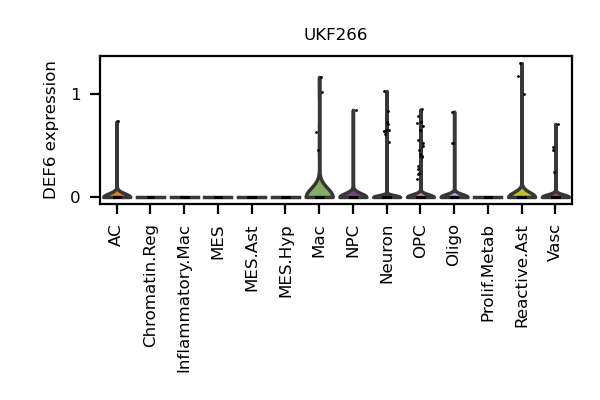 UKF266
DEF6 expression
1
0
AC
Chromatin.Reg
Inflammatory.Mac
MES
MES.Ast
MES.Hyp
Mac
NPC
Neuron
OPC
Oligo
Prolif.Metab
Reactive.Ast
Vasc